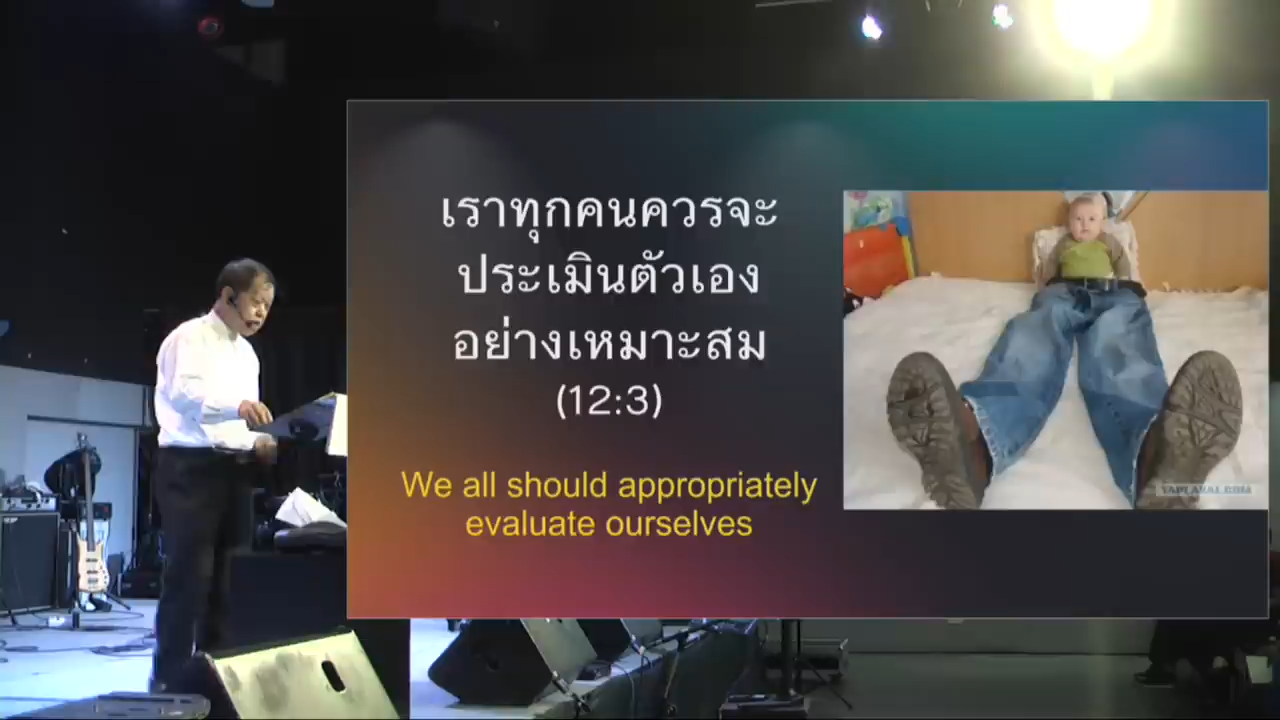 เราทุกคนควรจะ
ประเมินตัวเอง
อย่างเหมาะสม
(12:3)
We all should appropriately
evaluate ourselves